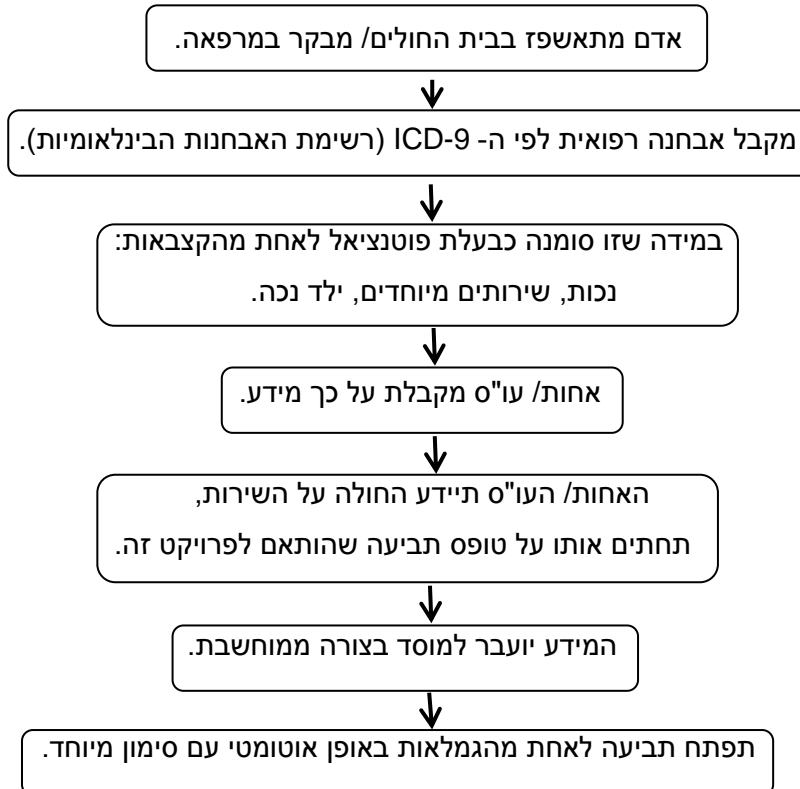 אדם מתאשפז בבית החולים/ מבקר במרפאה.
מקבל אבחנה רפואית לפי ה- ICD-9 (רשימת האבחנות הבינלאומיות).
במידה שזו סומנה כבעלת פוטנציאל לאחת מהקצבאות:
נכות, שירותים מיוחדים, ילד נכה.
אחות/ עו"ס מקבלת על כך מידע.
האחות/ העו"ס תיידע החולה על השירות,
תחתים אותו על טופס תביעה שהותאם לפרויקט זה.
המידע יועבר למוסד בצורה ממוחשבת.
תפתח תביעה לאחת מהגמלאות באופן אוטומטי עם סימון מיוחד.